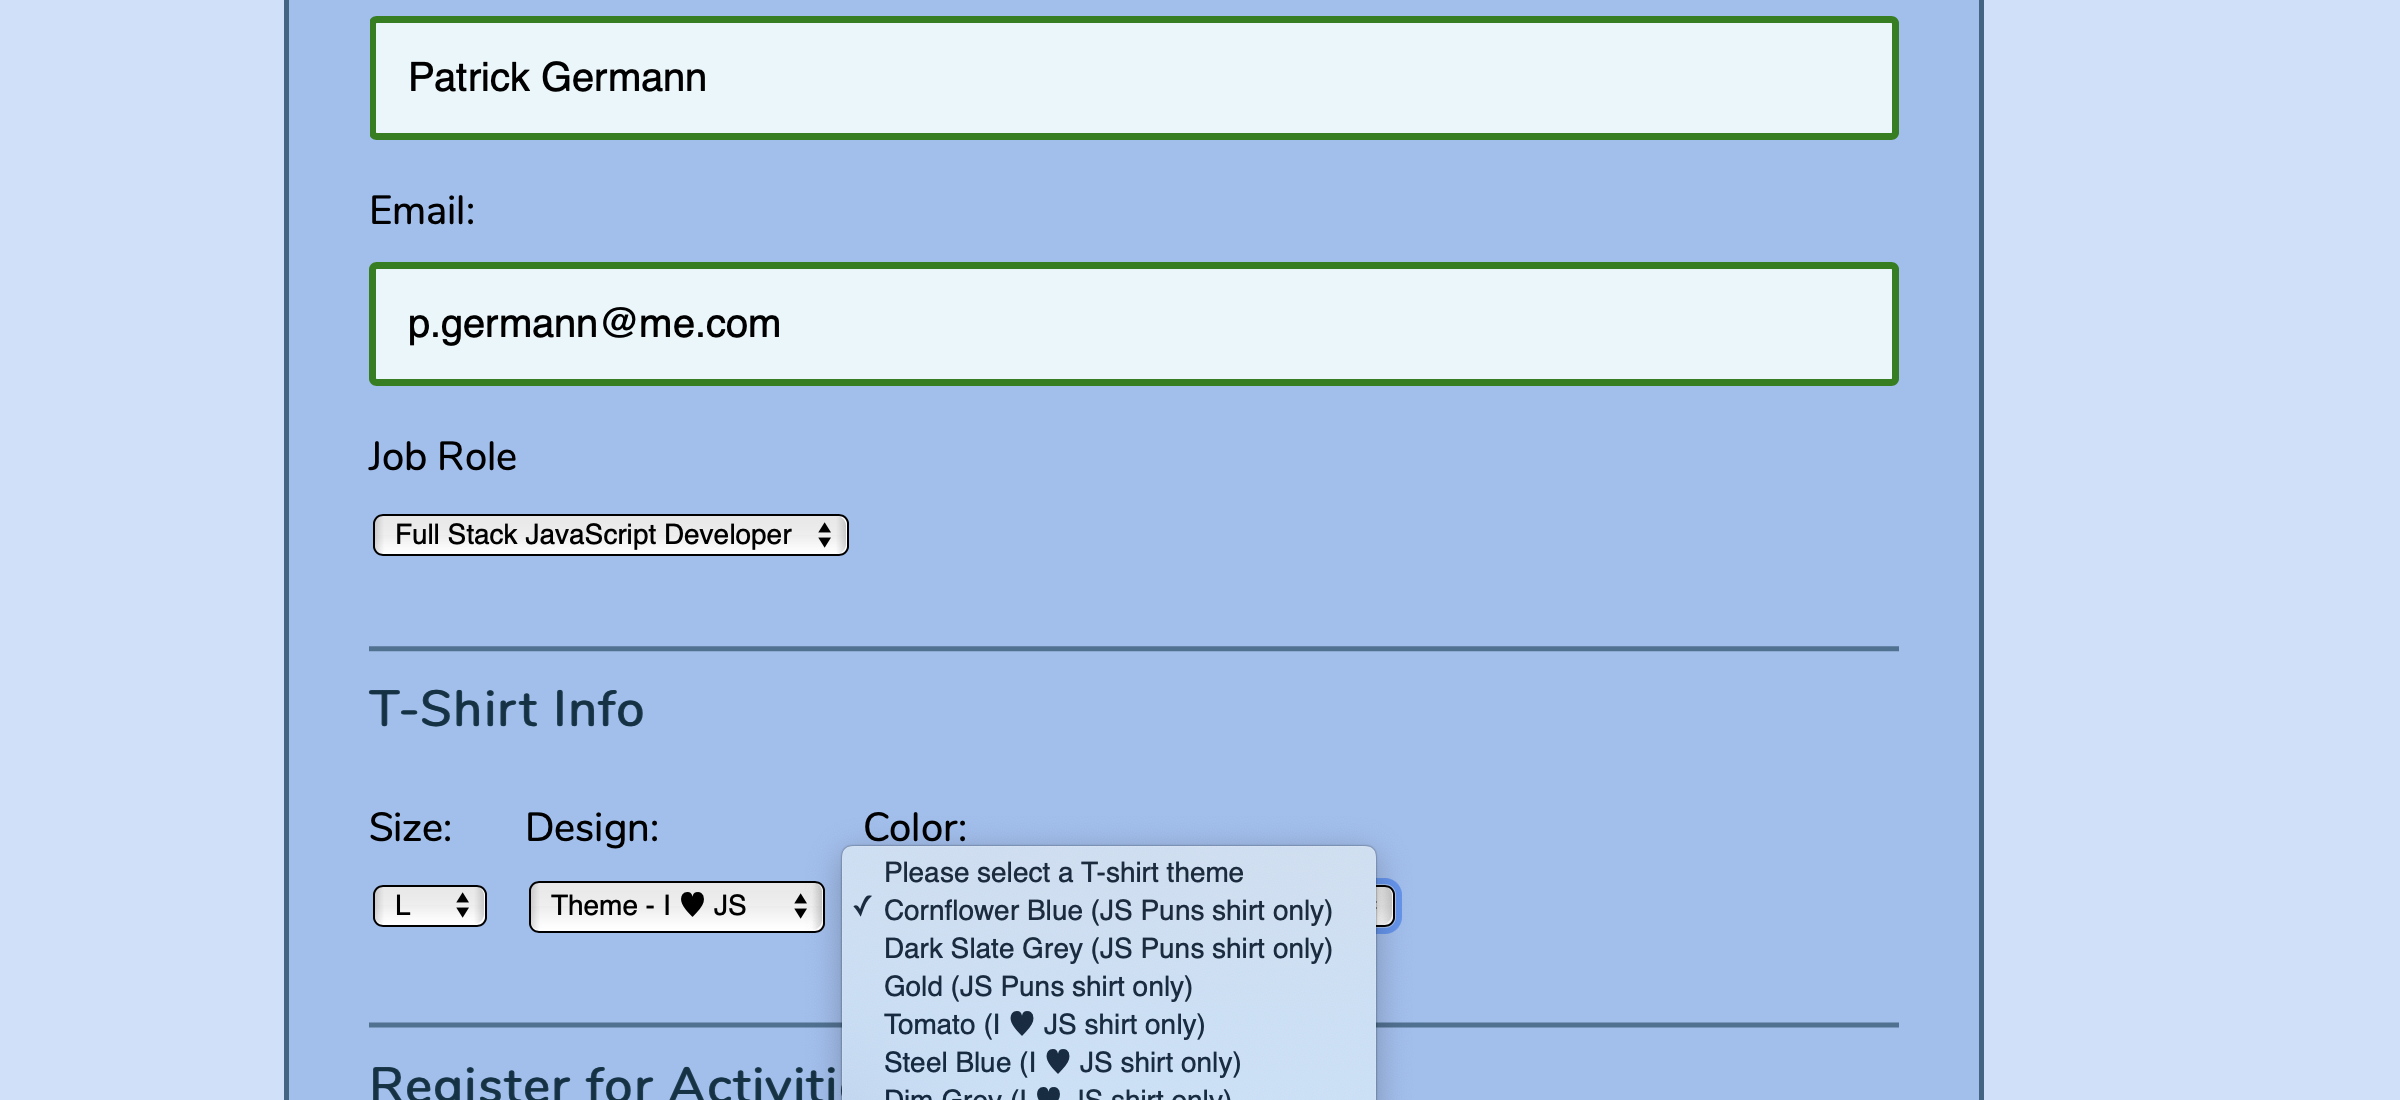 Patrick Germann
Email:
p.germann@me.com
Job Role
Full Stack JavaScript Developer
T-Shirt Info
Size: Design: Color:
L
Theme - I ♥ JS
Please select a T-shirt theme
✓ Cornflower Blue (JS Puns shirt only)
Dark Slate Grey (JS Puns shirt only)
Gold (JS Puns shirt only)
Tomato (I ♥ JS shirt only)
Steel Blue (I ♥ JS shirt only)
Dim Grey (I ♥ JS shirt only)
Register for Activiti